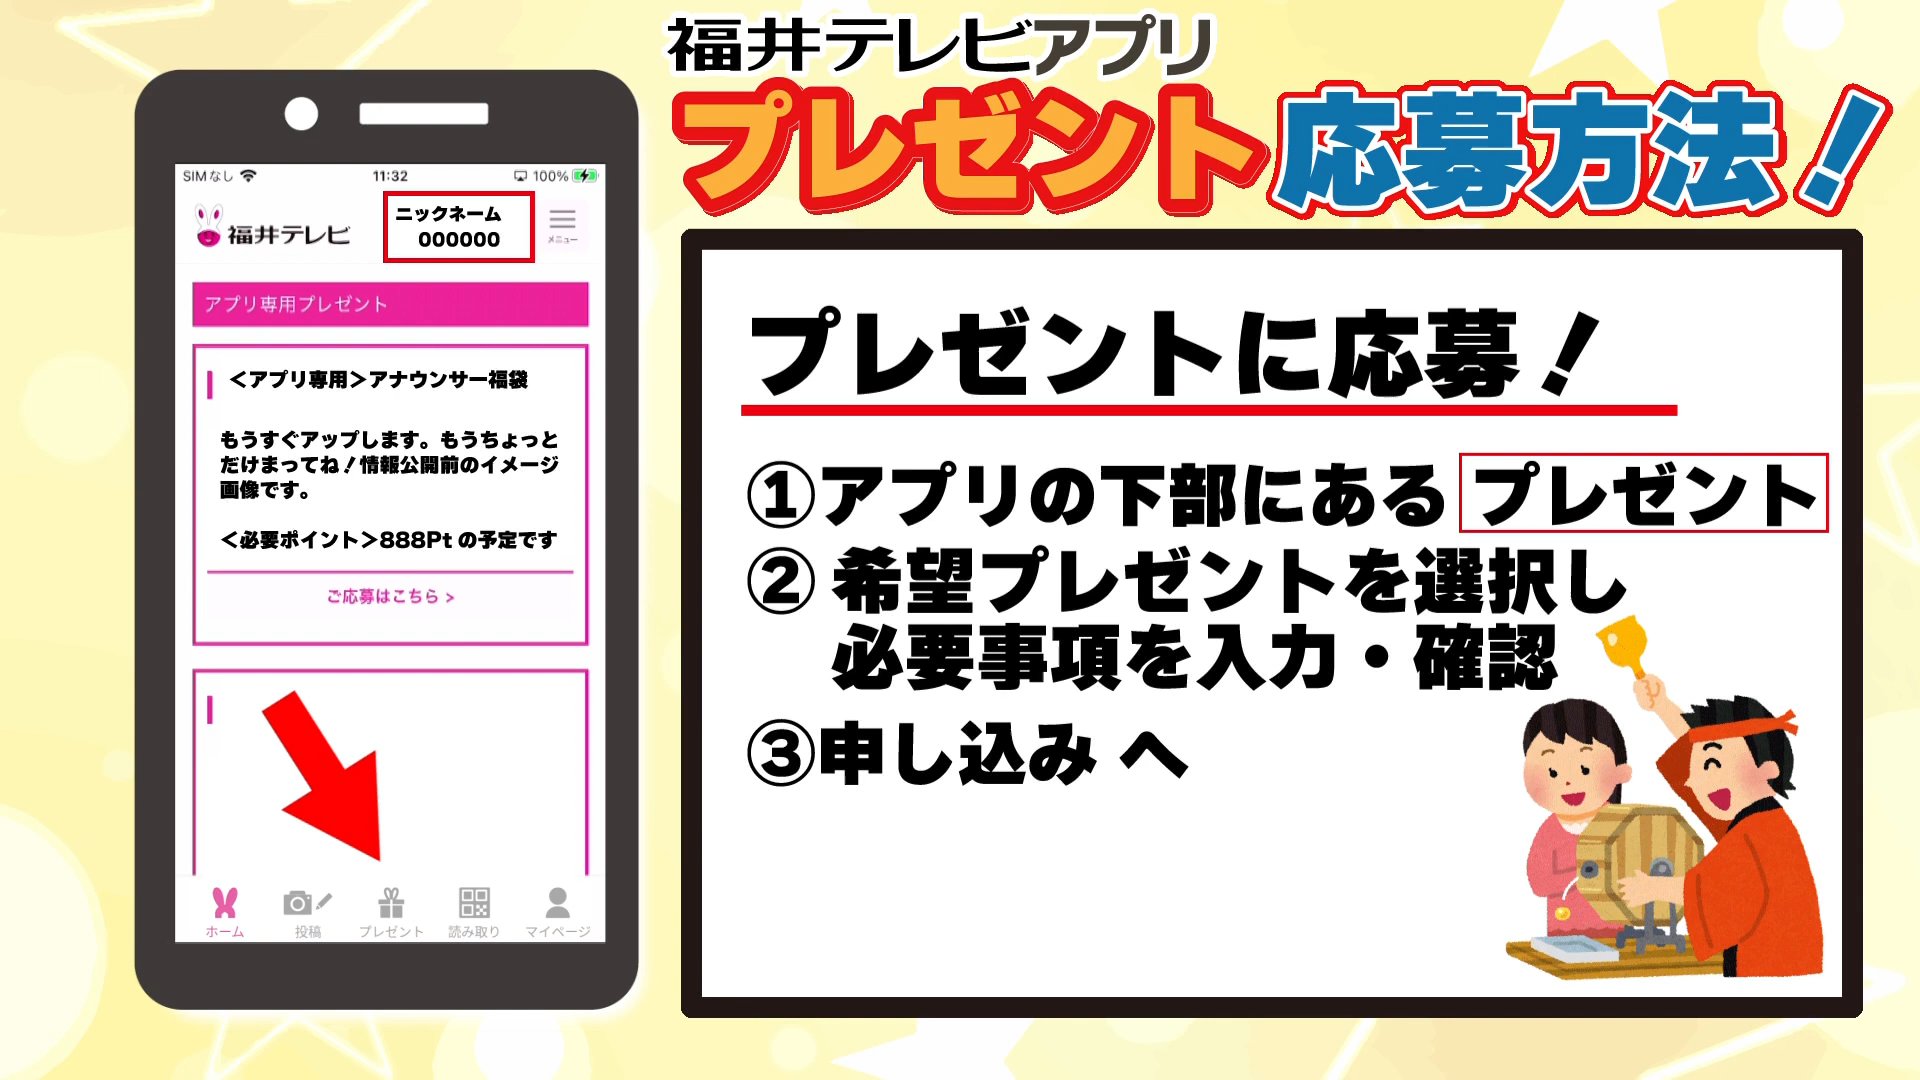 福井テレビアプリ
プレゼント応募方法！
SIMなし 11:32 100%
福井テレビ
ニックネーム
000000
メニュー
アプリ専用プレゼント
＜アプリ専用＞アナウンサー福袋
もうすぐアップします。もうちょっと
だけまってね！情報公開前のイメージ
画像です。
＜必要ポイント＞888Ptの予定です
ご応募はこちら >
ホーム 投稿 プレゼント 読み取り マイページ
プレゼントに応募！
①アプリの下部にある プレゼント
② 希望プレゼントを選択し
必要事項を入力・確認
③申し込み へ